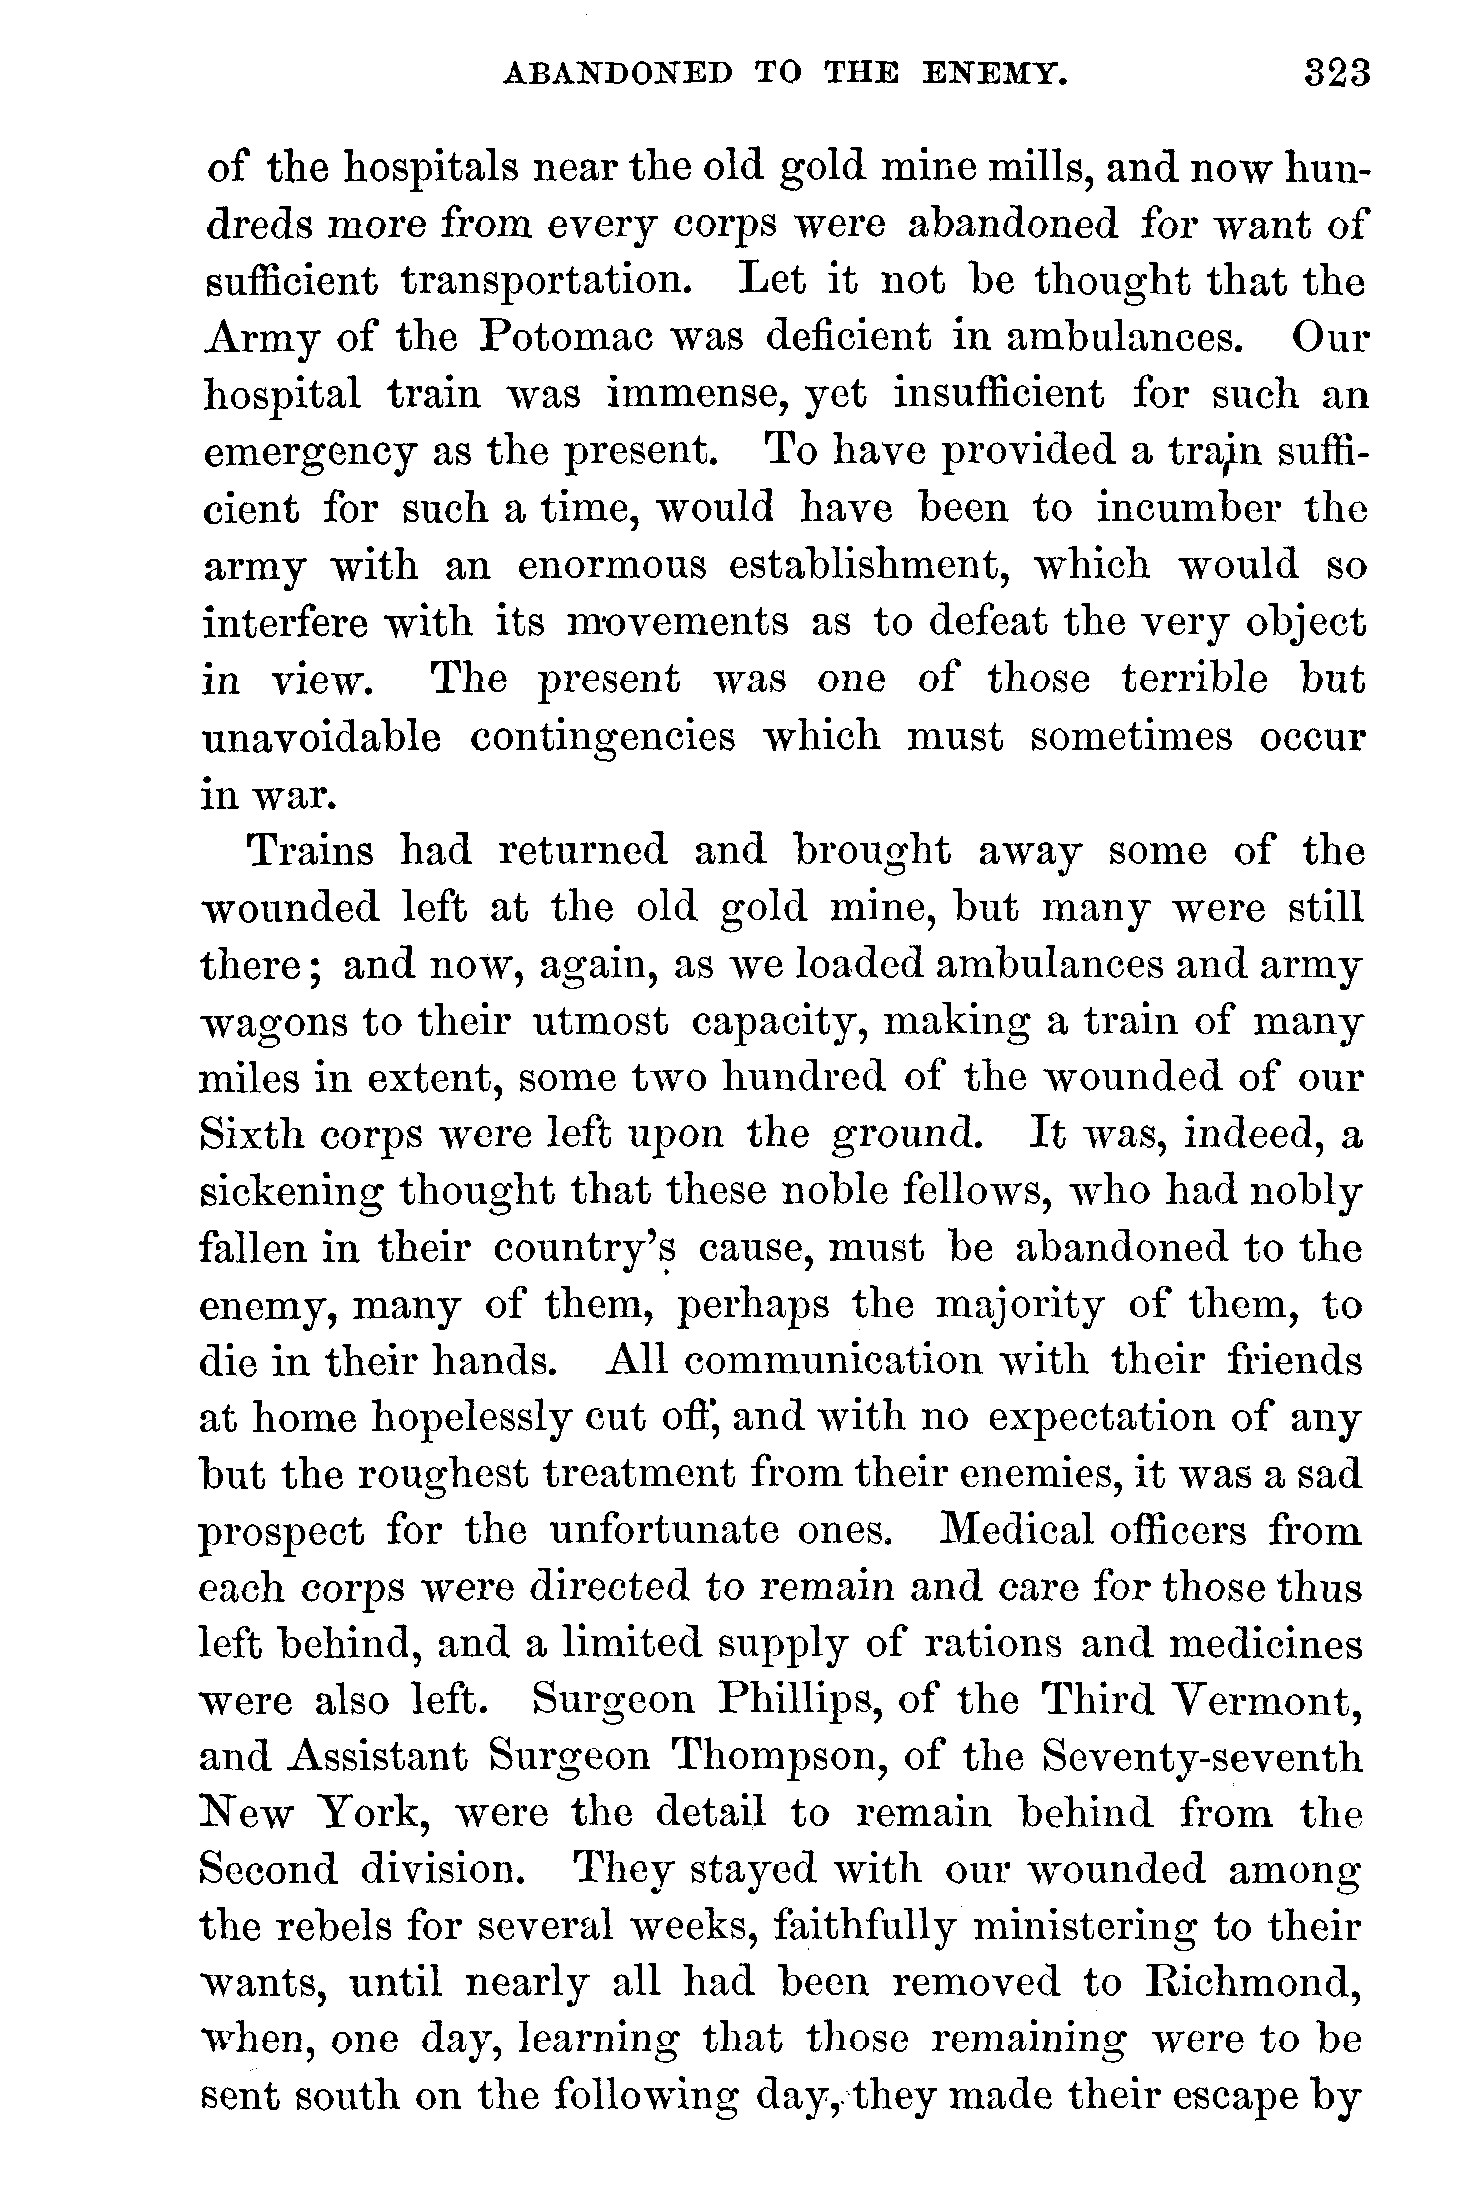 ABANDONED TO THE ENEMY. 323
of the hospitals near the old gold mine mills, and now hun-
dreds more from every corps were abandoned for want of
sufficient transportation. Let it not be thought that the
Army of the Potomac was deficient in ambulances. Our
hospital train was immense, yet insufficient for such an
emergency as the present. To have provided a train suffi-
cient for such a time, would have been to incumber the
army with an enormous establishment, which would so
interfere with its movements as to defeat the very object
in view. The present was one of those terrible but
unavoidable contingencies which must sometimes occur
in war.
Trains had returned and brought away some of the
wounded left at the old gold mine, but many were still
there; and now, again, as we loaded ambulances and army
wagons to their utmost capacity, making a train of many
miles in extent, some two hundred of the wounded of our
Sixth corps were left upon the ground. It was, indeed, a
sickening thought that these noble fellows, who had nobly
fallen in their country's cause, must be abandoned to the
enemy, many of them, perhaps the majority of them, to
die in their hands. All communication with their friends
at home hopelessly cut off, and with no expectation of any
but the roughest treatment from their enemies, it was a sad
prospect for the unfortunate ones. Medical officers from
each corps were directed to remain and care for those thus
left behind, and a limited supply of rations and medicines
were also left. Surgeon Phillips, of the Third Vermont,
and Assistant Surgeon Thompson, of the Seventy-seventh
New York, were the detail to remain behind from the
Second division. They stayed with our wounded among
the rebels for several weeks, faithfully ministering to their
wants, until nearly all had been removed to Richmond,
when, one day, learning that those remaining were to be
sent south on the following day, they made their escape by